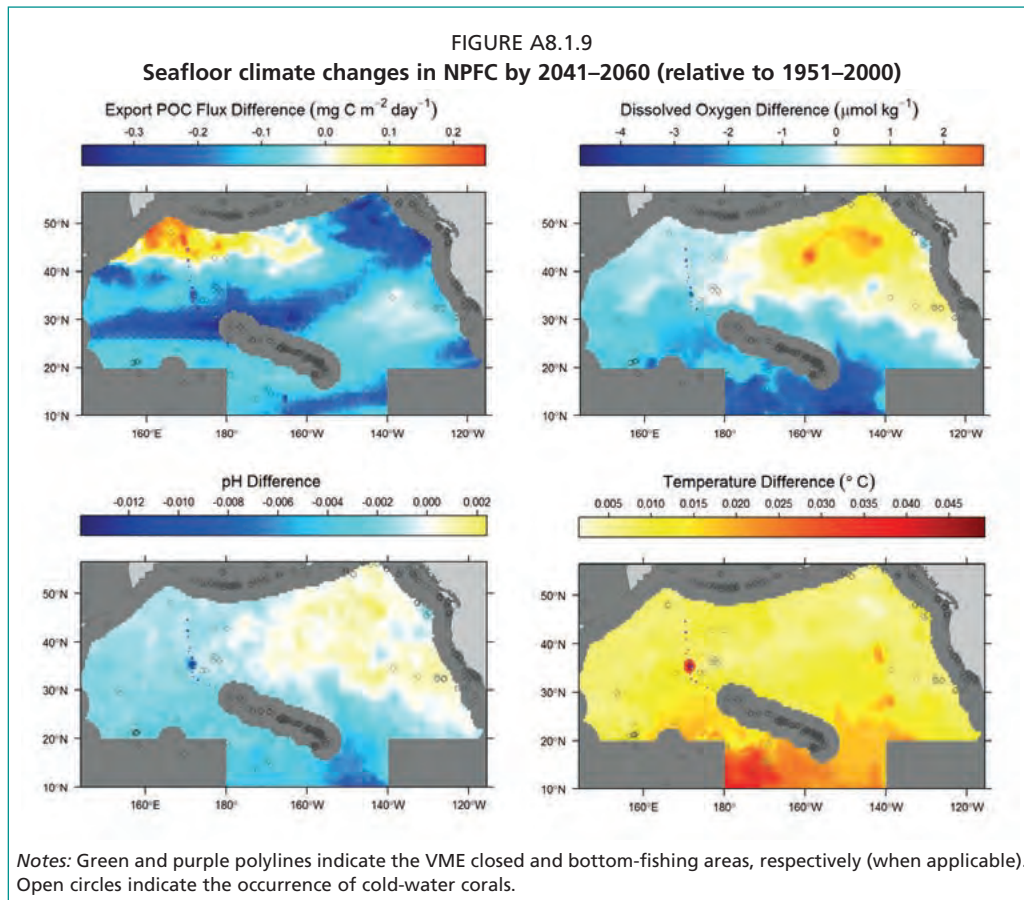 FIGURE A8.1.9
Seafloor climate changes in NPFC by 2041–2060 (relative to 1951–2000)
Export POC Flux Difference (mg C m⁻² day⁻¹)
-0.3 -0.2 -0.1 0.0 0.1 0.2
50°N
40°N
30°N
20°N
10°N
160°E 180° 160°W 140°W 120°W
Dissolved Oxygen Difference (µmol kg⁻¹)
-4 -3 -2 -1 0 1 2
50°N
40°N
30°N
20°N
10°N
160°E 180° 160°W 140°W 120°W
pH Difference
-0.012 -0.010 -0.008 -0.006 -0.004 -0.002 0.000 0.002
50°N
40°N
30°N
20°N
10°N
160°E 180° 160°W 140°W 120°W
Temperature Difference (° C)
0.005 0.010 0.015 0.020 0.025 0.030 0.035 0.040 0.045
50°N
40°N
30°N
20°N
10°N
160°E 180° 160°W 140°W 120°W
Notes: Green and purple polylines indicate the VME closed and bottom-fishing areas, respectively (when applicable).
Open circles indicate the occurrence of cold-water corals.